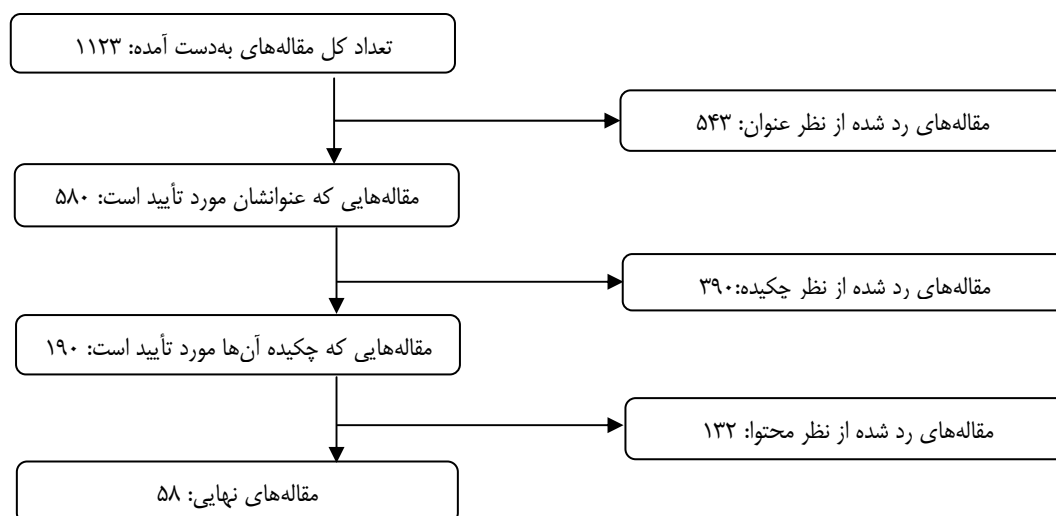 تعداد کل مقاله‌های به‌دست آمده: ۱۱۲۳
مقاله‌های رد شده از نظر عنوان: ۵۴۳
مقاله‌هایی که عنوانشان مورد تأیید است: ۵۸۰
مقاله‌های رد شده از نظر چکیده:۳۹۰
مقاله‌هایی که چکیده آن‌ها مورد تأیید است: ۱۹۰
مقاله‌های رد شده از نظر محتوا: ۱۳۲
مقاله‌های نهایی: ۵۸